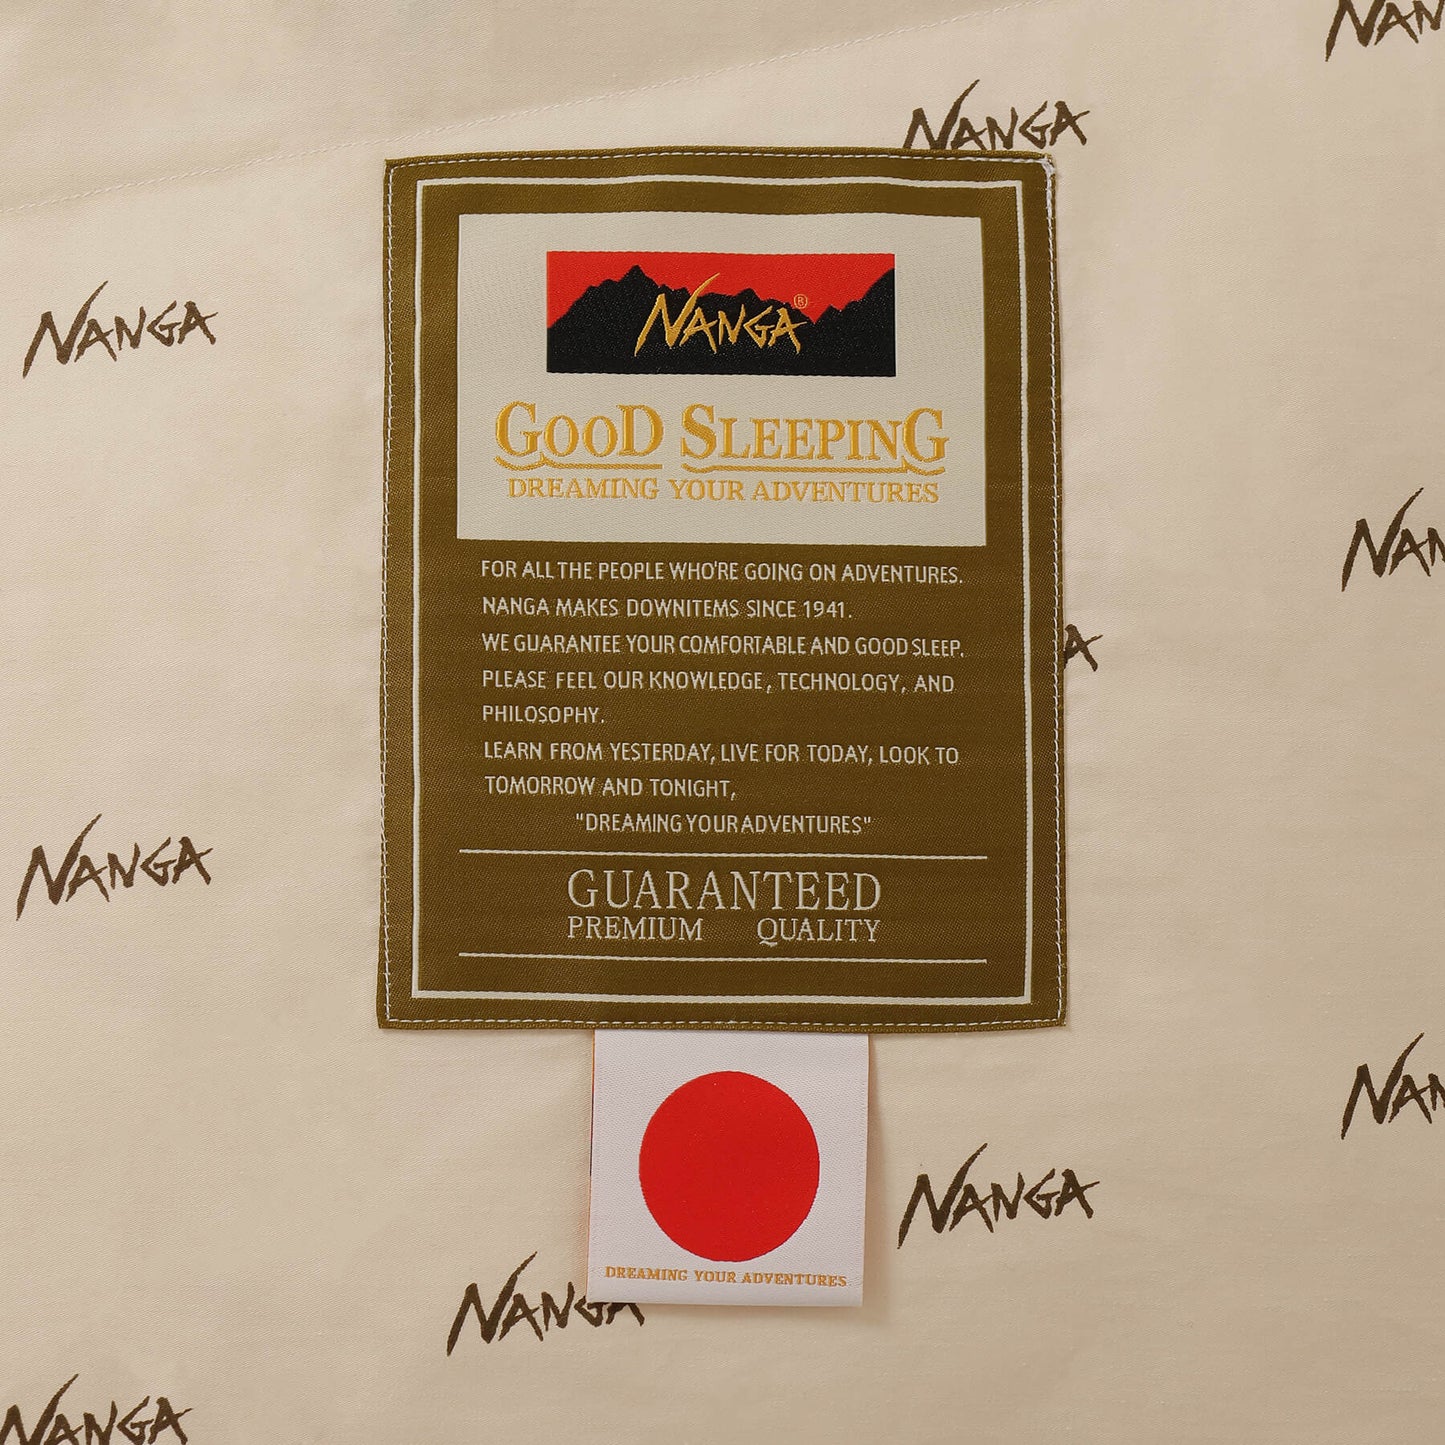 NANGA
NANGA
NANGA
NANGA®
GOOD SLEEPING
DREAMING YOUR ADVENTURES
FOR ALL THE PEOPLE WHO'RE GOING ON ADVENTURES.
NANGA MAKES DOWNITEMS SINCE 1941.
WE GUARANTEE YOUR COMFORTABLE AND GOOD SLEEP.
PLEASE FEEL OUR KNOWLEDGE, TECHNOLOGY, AND
PHILOSOPHY.
LEARN FROM YESTERDAY, LIVE FOR TODAY, LOOK TO
TOMORROW AND TONIGHT,
"DREAMING YOUR ADVENTURES"
GUARANTEED
PREMIUM QUALITY
NANGA
DREAMING YOUR ADVENTURES
NANGA
NANGA
NANGA